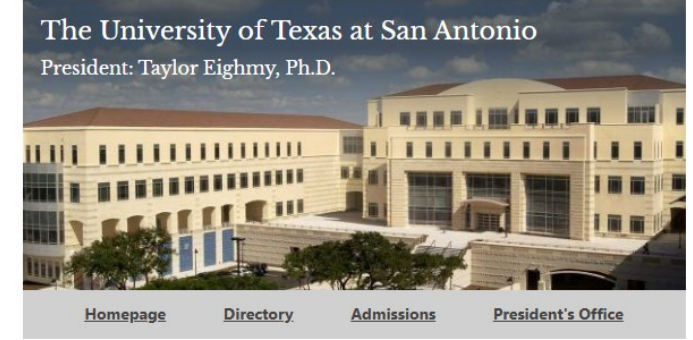 The University of Texas at San Antonio
President: Taylor Eighmy, Ph.D.
Homepage Directory Admissions President's Office